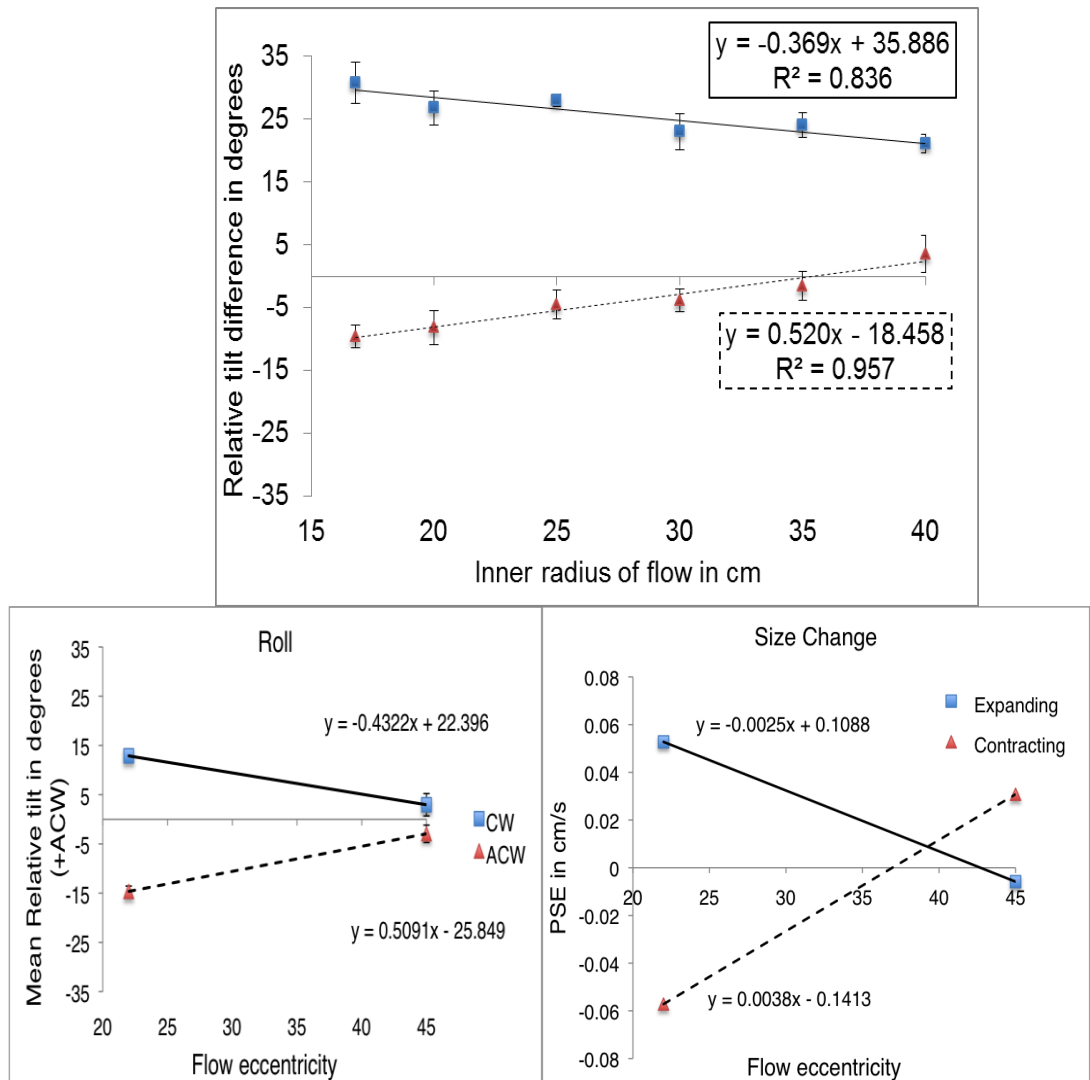 y = -0.369x + 35.886
R² = 0.836
35
25
15
5
-5
-15
-25
-35
Relative tilt difference in degrees
y = 0.520x - 18.458
R² = 0.957
15 20 25 30 35 40
Inner radius of flow in cm
Roll
35
25
15
5
-5
-15
-25
-35
Mean Relative tilt in degrees
(+ACW)
y = -0.4322x + 22.396
CW
ACW
y = 0.5091x - 25.849
20 25 30 35 40 45
Flow eccentricity
Size Change
0.08
0.06
0.04
0.02
0
-0.02
-0.04
-0.06
-0.08
PSE in cm/s
Expanding
Contracting
y = -0.0025x + 0.1088
20 25 30 35 40 45
y = 0.0038x - 0.1413
Flow eccentricity